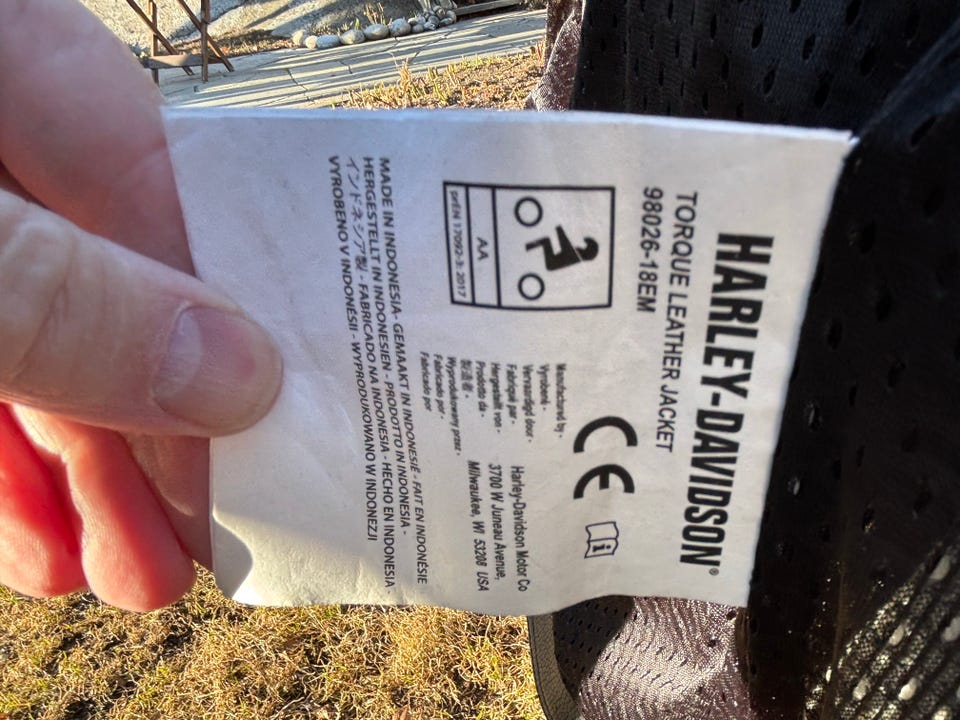 HARLEY-DAVIDSON®
TORQUE LEATHER JACKET
98026-18EM
AA
prEN 17092-3: 2017
CE
i
Manufactured by -
Vyrobené -
Vervaardigd door -
Fabriqué par -
Hergestellt von -
Prodotto da -
製造者 -
Wyprodukowany przez -
Fabricado por -
Fabricado por
Harley-Davidson Motor Co
3700 W Juneau Avenue,
Milwaukee, WI 53208 USA
MADE IN INDONESIA- GEMAAKT IN INDONESIË - FAIT EN INDONÉSIE
HERGESTELLT IN INDONESIEN - PRODOTTO IN INDONESIA -
インドネシア製 - FABRICADO NA INDONESIA - HECHO EN INDONESIA
VYROBENO V INDONÉSII - WYPRODUKOWANO W INDONEZJI